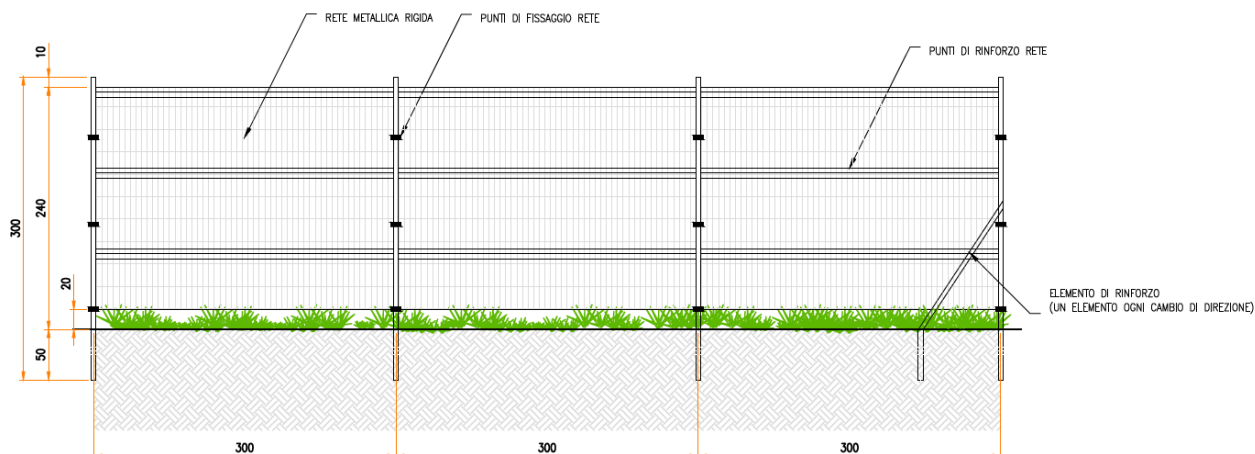 RETE METALLICA RIGIDA
PUNTI DI FISSAGGIO RETE
PUNTI DI RINFORZO RETE
10
300
240
20
50
ELEMENTO DI RINFORZO
(UN ELEMENTO OGNI CAMBIO DI DIREZIONE)
300
300
300